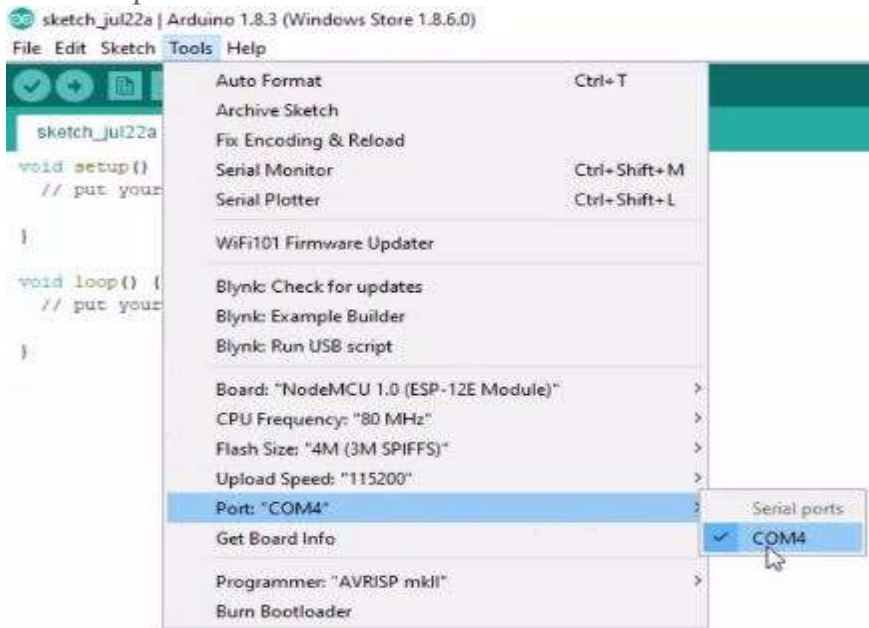 sketch_jul22a | Arduino 1.8.3 (Windows Store 1.8.6.0)
File Edit Sketch Tools Help
Auto Format Ctrl+T
Archive Sketch
sketch_jul22a
Fix Encoding & Reload
void setup()
Serial Monitor Ctrl+Shift+M
// put your
Serial Plotter Ctrl+Shift+L
}
WiFi101 Firmware Updater
void loop() {
Blynk: Check for updates
// put your
Blynk: Example Builder
}
Blynk: Run USB script
Board: "NodeMCU 1.0 (ESP-12E Module)"
CPU Frequency: "80 MHz"
Flash Size: "4M (3M SPIFFS)"
Upload Speed: "115200"
Port: "COM4"
Serial ports
Get Board Info
COM4
Programmer: "AVRISP mkII"
Burn Bootloader